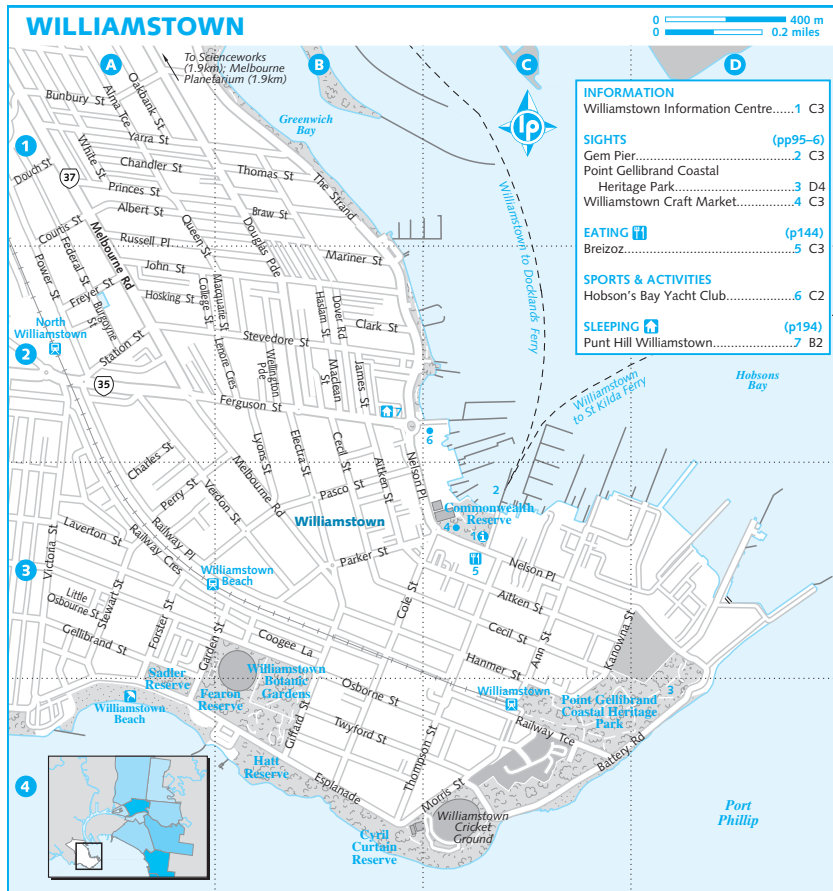 WILLIAMSTOWN
0 400 m
0 0.2 miles
A
B
C
D
1
2
3
4
To Scienceworks
(1.9km); Melbourne
Planetarium (1.9km)
lp
INFORMATION
Williamstown Information Centre......1 C3
SIGHTS (pp95–6)
Gem Pier............................................2 C3
Point Gellibrand Coastal
Heritage Park................................3 D4
Williamstown Craft Market............4 C3
EATING (p144)
Breizoz...............................................5 C3
SPORTS & ACTIVITIES
Hobson's Bay Yacht Club................6 C2
SLEEPING (p194)
Punt Hill Williamstown....................7 B2
Greenwich
Bay
Bunbury St
Alma Tce
Oakbank St
Yarra St
White St
Chandler St
Thomas St
The Strand
Douch St
37
Princes St
Albert St
Braw St
Curtis St
Federal St
Power St
Melbourne Rd
Russell Pl
Queen St
Douglas Pde
Mariner St
John St
Freyer St
Burgoyne St
Hosking St
College St
Macquarie St
Haslam St
Dover Rd
Clark St
North
Williamstown
Station St
Stevedore St
Lenore Cres
Wellington Pde
Maclean St
James St
35
Ferguson St
7
6
Williamstown to Docklands Ferry
Williamstown
to St Kilda Ferry
Hobsons
Bay
Charles St
Lyons St
Electra St
Cecil St
Aitken St
Nelson Pl
Perry St
Verdon St
Melbourne Rd
Pasco St
2
Commonwealth
Reserve
4
1
i
5
Williamstown
Laverton St
Railway Pl
Railway Cres
Victoria St
Parker St
Nelson Pl
Williamstown
Beach
Little
Osbourne St
Stewart St
Forster St
Cole St
Aitken St
Cecil St
Ann St
Kanowna St
Gellibrand St
Garden St
Coogee La
Hanmer St
Sadler
Reserve
Fearon
Reserve
Williamstown
Botanic
Gardens
Osborne St
Williamstown
Point Gellibrand
Coastal Heritage
Park
3
Williamstown
Beach
Giffard St
Twyford St
Railway Tce
Battery Rd
Hatt
Reserve
Esplanade
Thompson St
Morris St
Williamstown
Cricket
Ground
Cyril
Curtain
Reserve
Port
Phillip